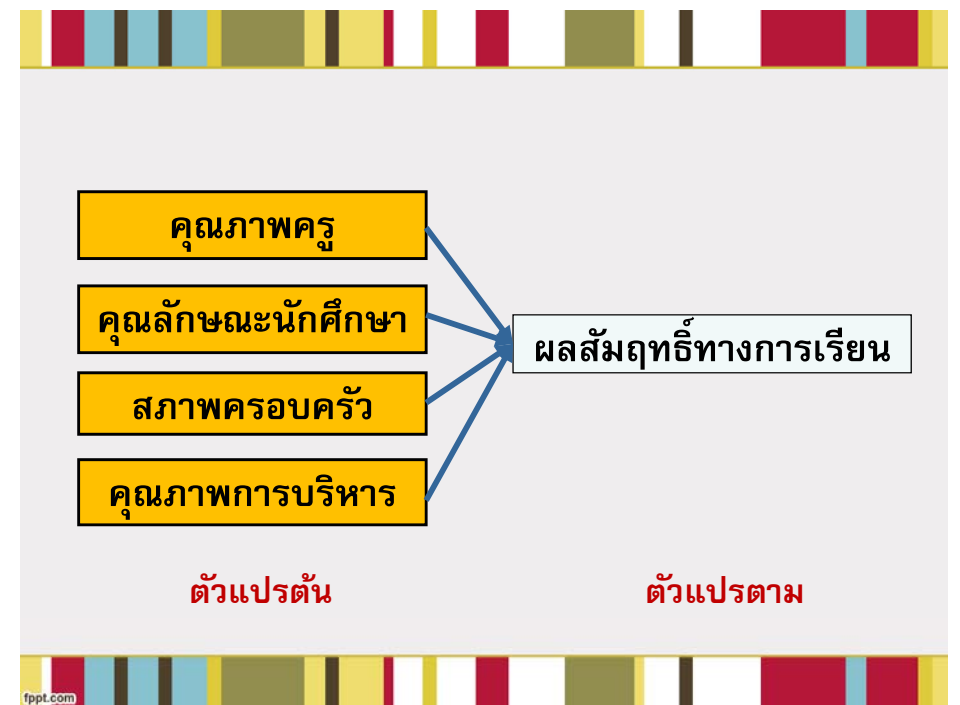 คุณภาพครู
คุณลักษณะนักศึกษา
สภาพครอบครัว
คุณภาพการบริหาร
ผลสัมฤทธิ์ทางการเรียน
ตัวแปรต้น
ตัวแปรตาม
fppt.com